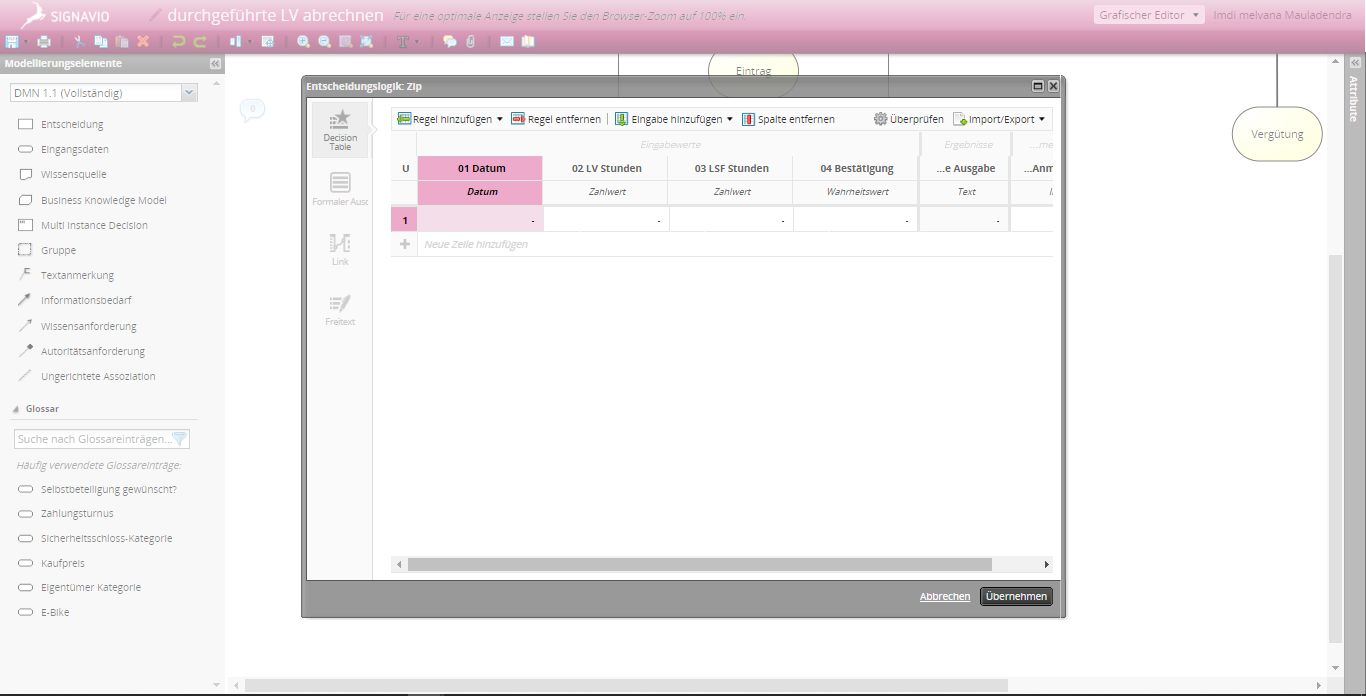 SIGNAVIO
durchgeführte LV abrechnen
Für eine optimale Anzeige stellen Sie den Browser-Zoom auf 100% ein.
Grafischer Editor
Imdi melvana Mauladendra
Modellierungselemente
DMN 1.1 (Vollständig)
Entscheidung
Eingangsdaten
Wissensquelle
Business Knowledge Model
Multi Instance Decision
Gruppe
Textanmerkung
Informationsbedarf
Wissensanforderung
Autoritätsanforderung
Ungerichtete Assoziation
Glossar
Suche nach Glossareinträgen...
Häufig verwendete Glossareinträge:
Selbstbeteiligung gewünscht?
Zahlungsturnus
Sicherheitsschloss-Kategorie
Kaufpreis
Eigentümer Kategorie
E-Bike
0
Eintrag
Entscheidungslogik: Zip
Decision
Table
Formaler Ausc
Link
Freitext
Regel hinzufügen
Regel entfernen
Eingabe hinzufügen
Spalte entfernen
Überprüfen
Import/Export
Eingabewerte
Ergebnisse
...me
U
01 Datum
02 LV Stunden
03 LSF Stunden
04 Bestätigung
...e Ausgabe
...Anm
Datum
Zahlwert
Zahlwert
Wahrheitswert
Text
1
-
-
-
-
-
+
Neue Zeile hinzufügen
Abbrechen
Übernehmen
Vergütung
Attribute